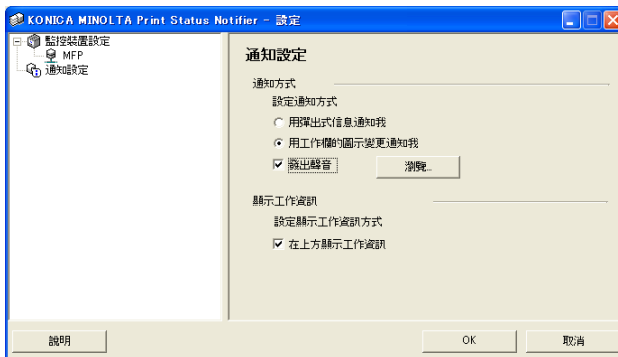 KONICA MINOLTA Print Status Notifier - 設定
監控裝置設定
MFP
通知設定
通知設定
通知方式
設定通知方式
用彈出式信息通知我
用工作欄的圖示變更通知我
發出聲音
瀏覽...
顯示工作資訊
設定顯示工作資訊方式
在上方顯示工作資訊
說明
OK
取消